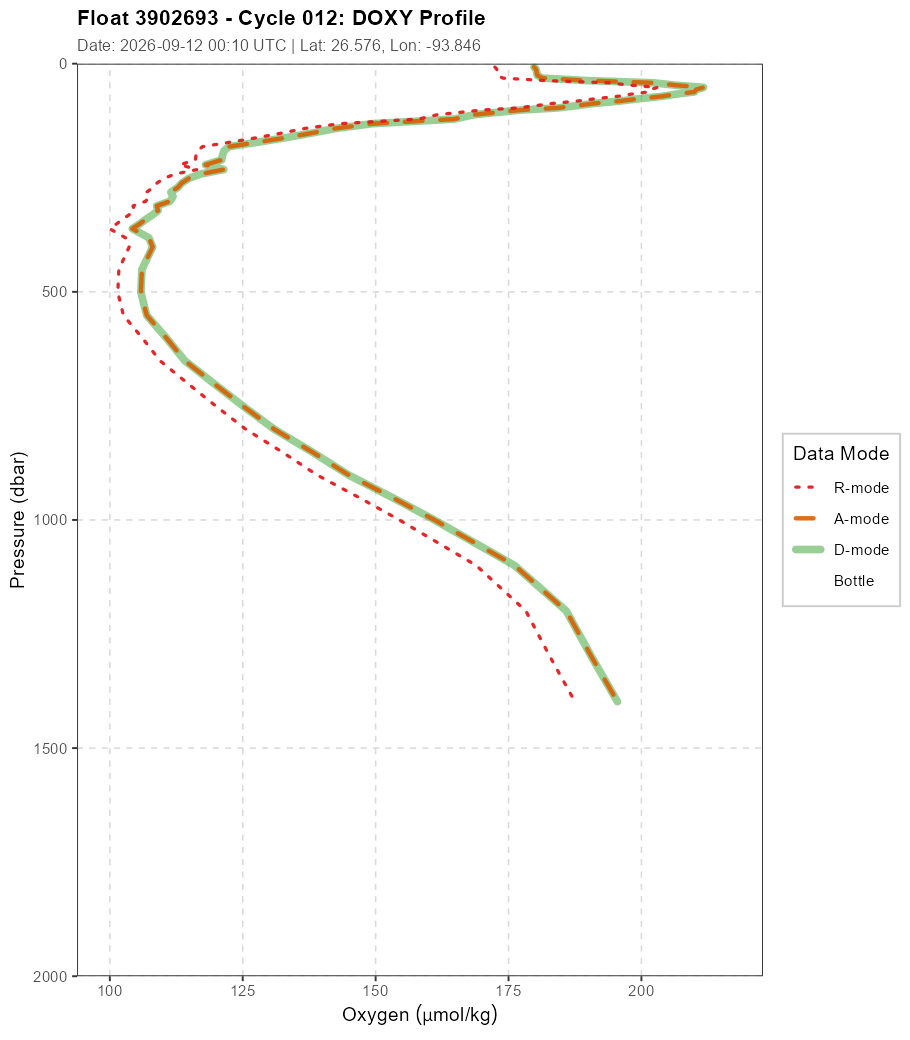 Float 3902693 - Cycle 012: DOXY Profile
Date: 2026-09-12 00:10 UTC | Lat: 26.576, Lon: -93.846
0
500
1000
1500
2000
Pressure (dbar)
100
125
150
175
200
Oxygen (μmol/kg)
Data Mode
R-mode
A-mode
D-mode
Bottle